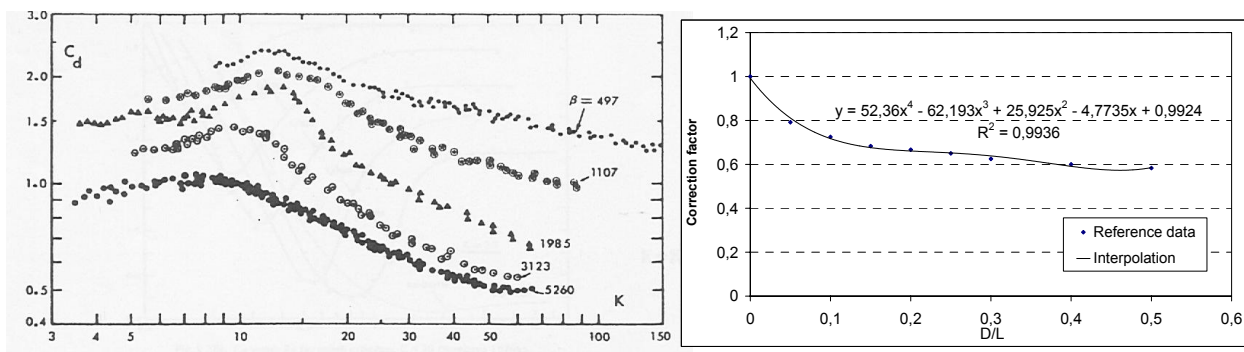 3.0
C_d
2.0
β = 497
1.5
1107
1.0
1985
3123
5260
0.5
K
0.4
3 4 5 10 20 30 40 50 100 150
1,2
1
y = 52,36x⁴ - 62,193x³ + 25,925x² - 4,7735x + 0,9924
R² = 0,9936
0,8
0,6
0,4
0,2
0
Correction factor
Reference data
Interpolation
0 0,1 0,2 0,3 0,4 0,5 0,6
D/L